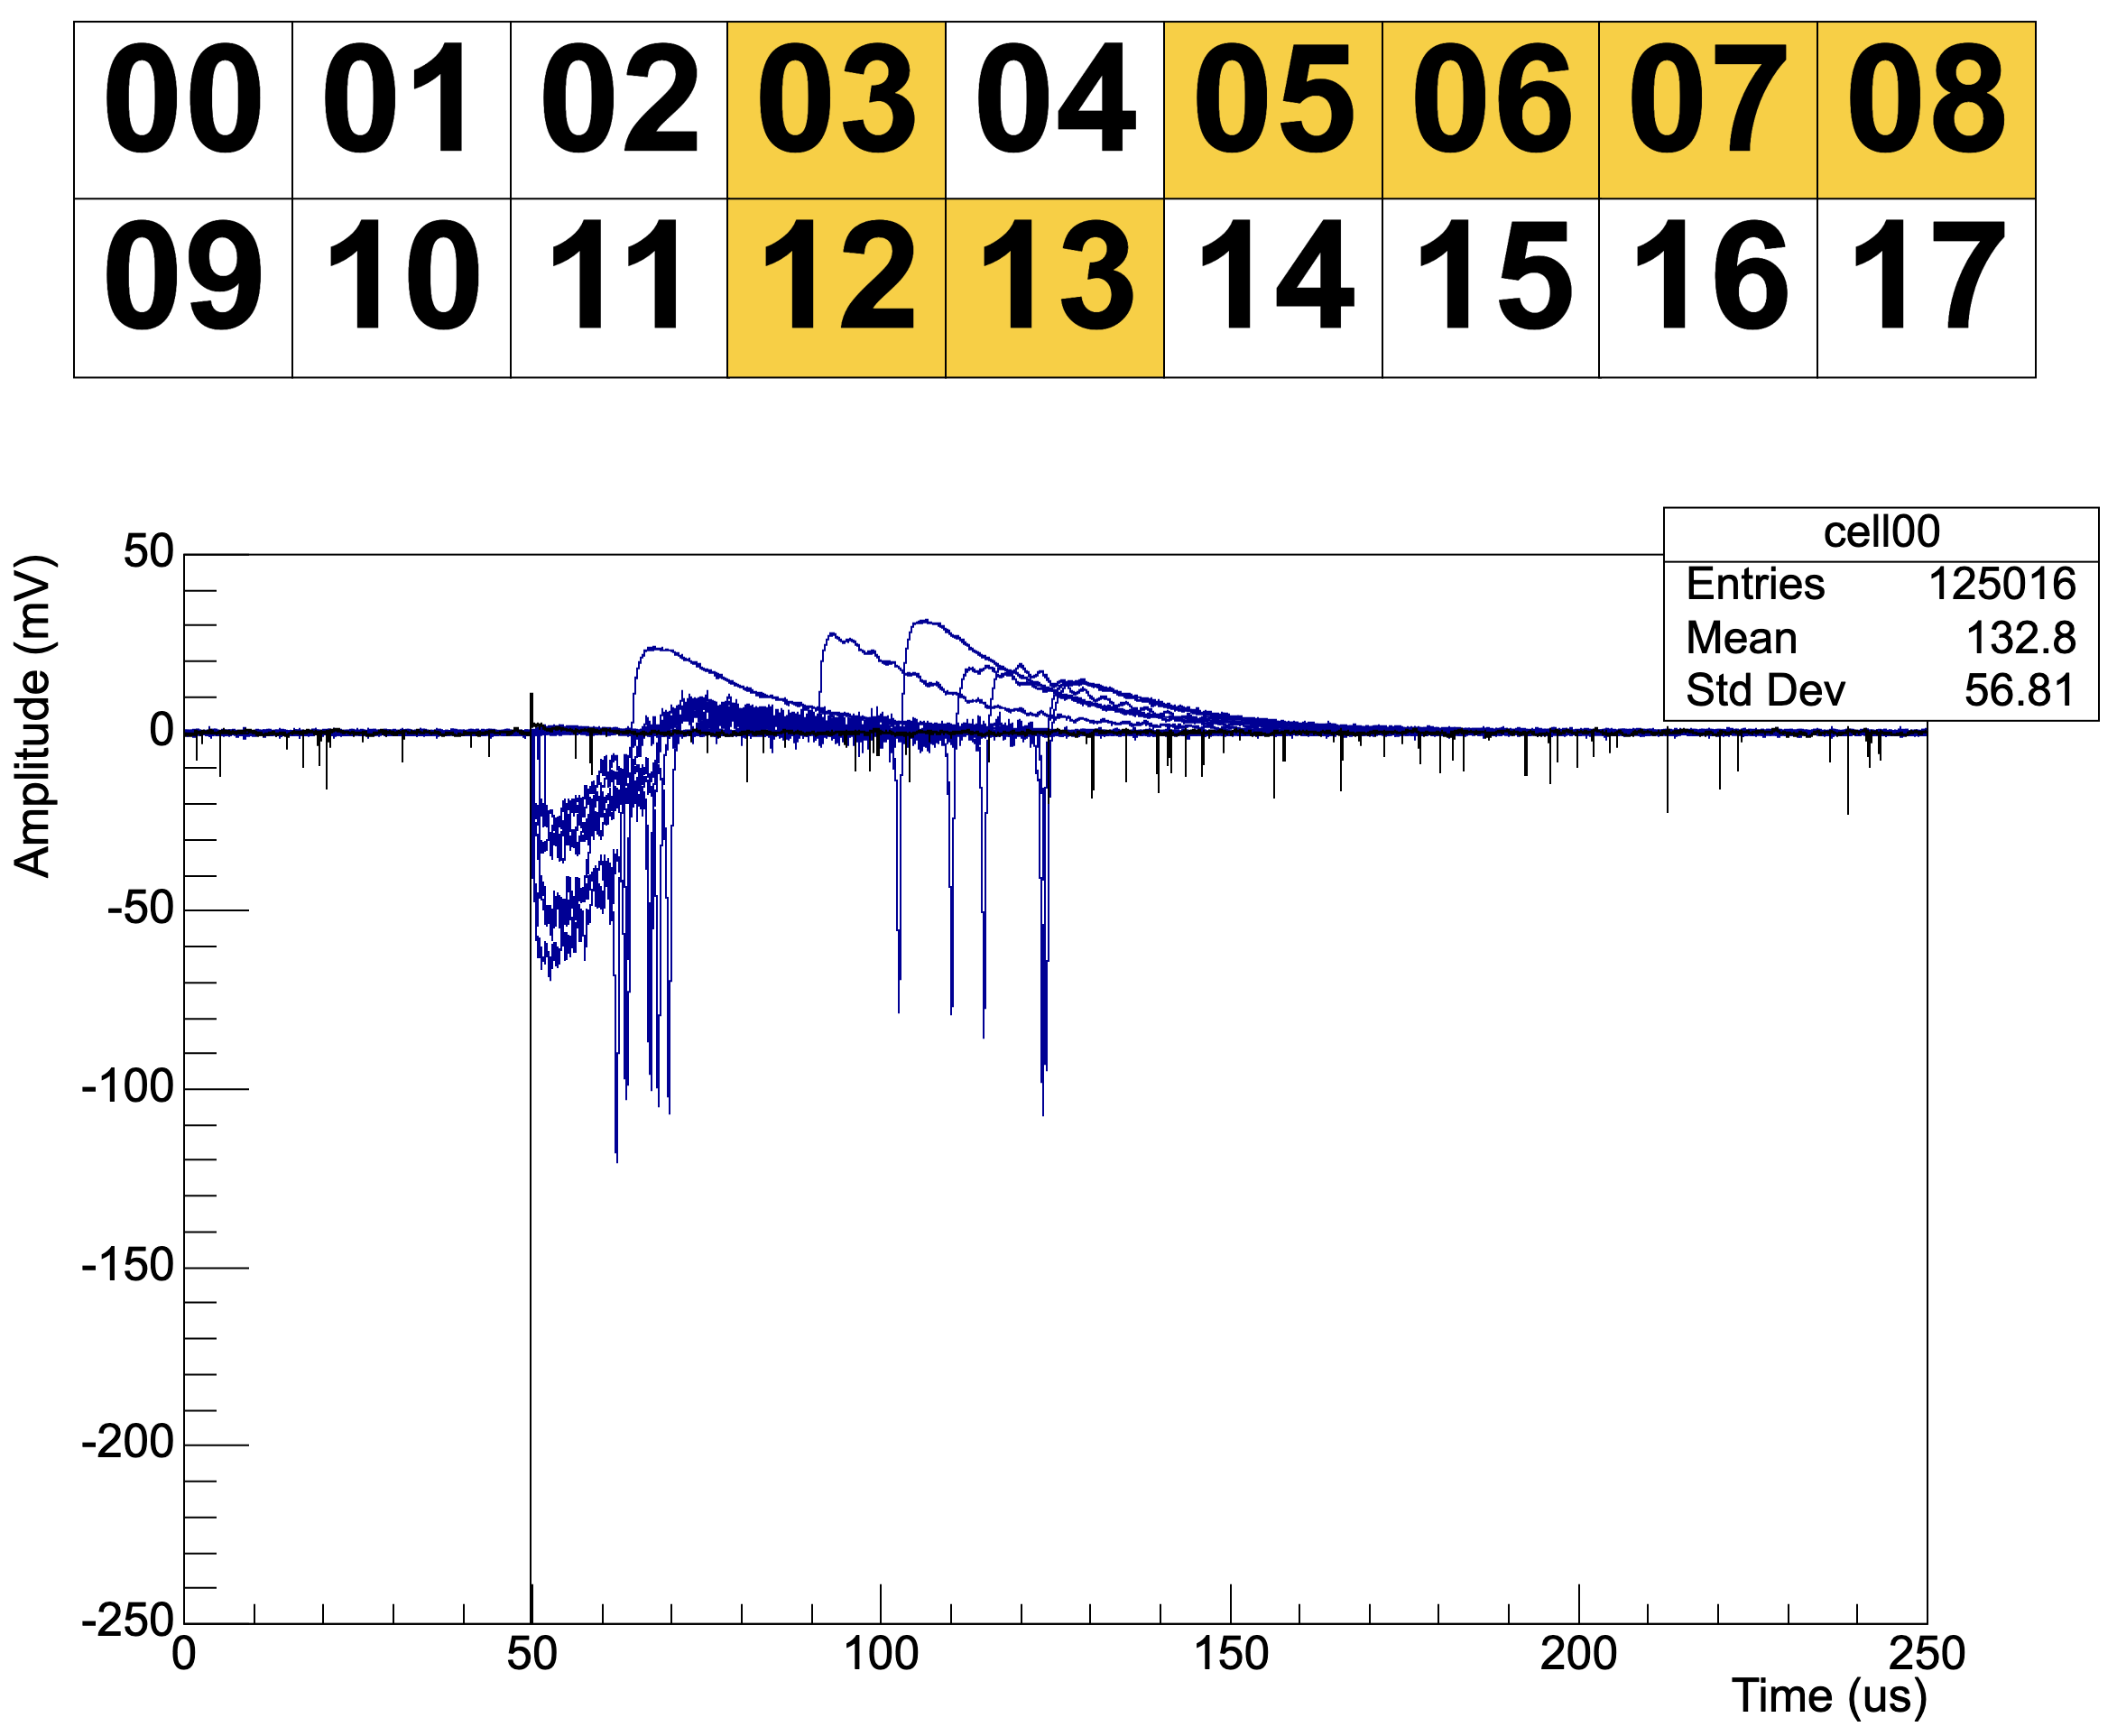 00 01 02 03 04 05 06 07 08
09 10 11 12 13 14 15 16 17
cell00
Entries 125016
Mean 132.8
Std Dev 56.81
Amplitude (mV)
50
0
-50
-100
-150
-200
-250
0 50 100 150 200 250
Time (us)